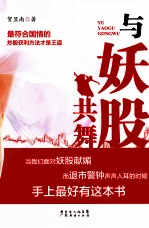 贺显南◎著
最符合国情的
炒股获利方法才是王道
与妖股共舞
YU
YAOGU
GONGWU
当我们面对妖股献媚
而退市警钟声声入耳的时候
手上最好有这本书